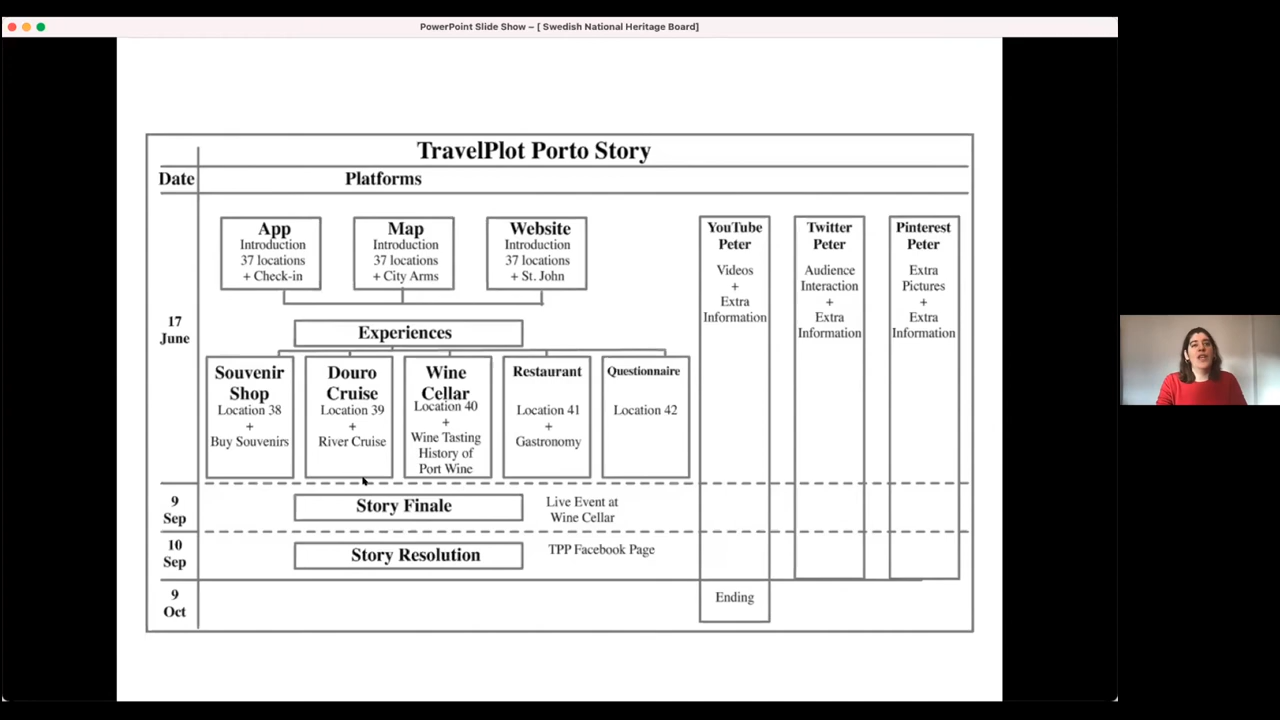 PowerPoint Slide Show – [ Swedish National Heritage Board]
TravelPlot Porto Story
Date
Platforms
App
Introduction
37 locations
+ Check-in
Map
Introduction
37 locations
+ City Arms
Website
Introduction
37 locations
+ St. John
YouTube
Peter
Videos
+
Extra
Information
Twitter
Peter
Audience
Interaction
+
Extra
Information
Pinterest
Peter
Extra
Pictures
+
Extra
Information
17
June
Experiences
Souvenir
Shop
Location 38
+
Buy Souvenirs
Douro
Cruise
Location 39
+
River Cruise
Wine
Cellar
Location 40
+
Wine Tasting
History of
Port Wine
Restaurant
Location 41
+
Gastronomy
Questionnaire
Location 42
9
Sep
Story Finale
Live Event at
Wine Cellar
10
Sep
Story Resolution
TPP Facebook Page
9
Oct
Ending